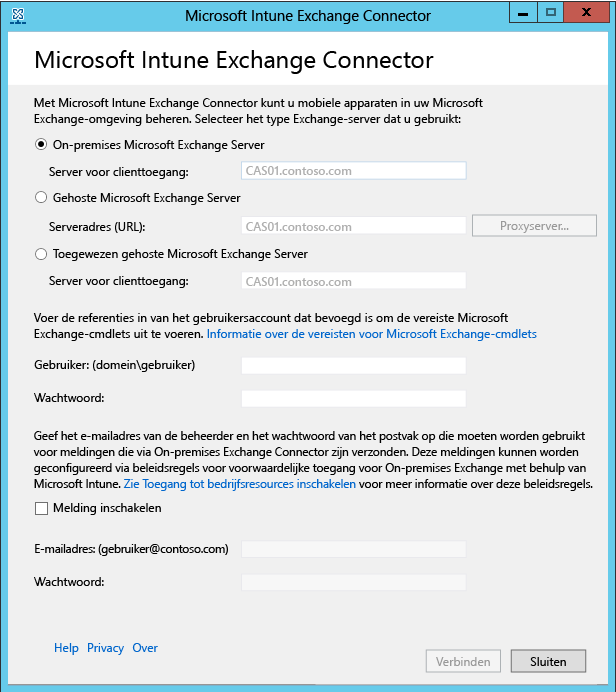 Microsoft Intune Exchange Connector
Microsoft Intune Exchange Connector
Met Microsoft Intune Exchange Connector kunt u mobiele apparaten in uw Microsoft
Exchange-omgeving beheren. Selecteer het type Exchange-server dat u gebruikt:
On-premises Microsoft Exchange Server
Server voor clienttoegang: CAS01.contoso.com
Gehoste Microsoft Exchange Server
Serveradres (URL): CAS01.contoso.com Proxyserver...
Toegewezen gehoste Microsoft Exchange Server
Server voor clienttoegang: CAS01.contoso.com
Voer de referenties in van het gebruikersaccount dat bevoegd is om de vereiste Microsoft
Exchange-cmdlets uit te voeren. Informatie over de vereisten voor Microsoft Exchange-cmdlets
Gebruiker: (domein\gebruiker)
Wachtwoord:
Geef het e-mailadres van de beheerder en het wachtwoord van het postvak op die moeten worden gebruikt
voor meldingen die via On-premises Exchange Connector zijn verzonden. Deze meldingen kunnen worden
geconfigureerd via beleidsregels voor voorwaardelijke toegang voor On-premises Exchange met behulp van
Microsoft Intune. Zie Toegang tot bedrijfsresources inschakelen voor meer informatie over deze beleidsregels.
Melding inschakelen
E-mailadres: (gebruiker@contoso.com)
Wachtwoord:
Help Privacy Over
Verbinden Sluiten